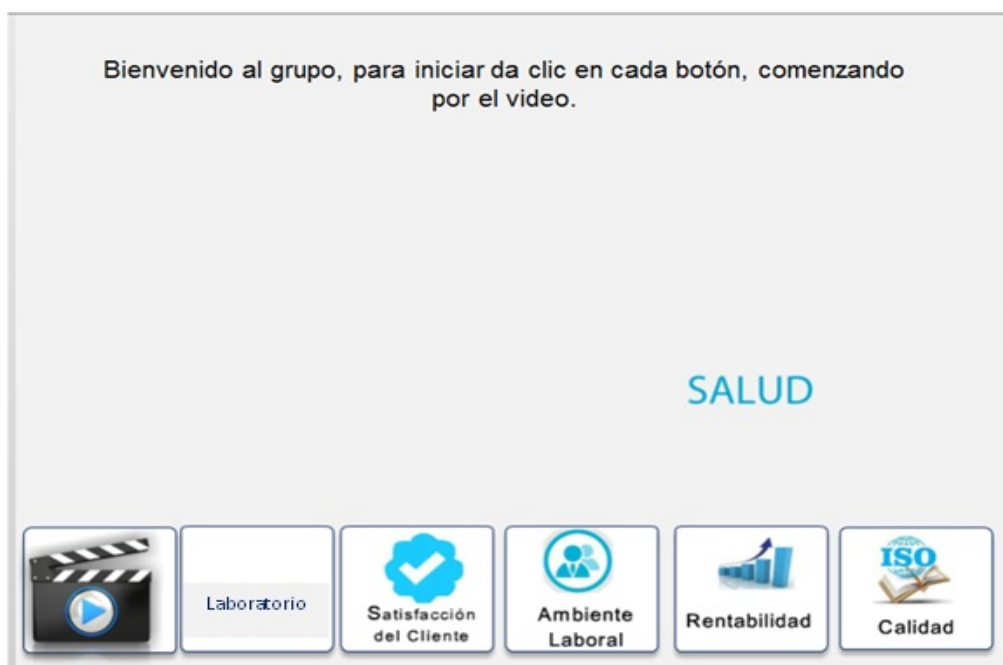 Bienvenido al grupo, para iniciar da clic en cada botón, comenzando
por el video.
SALUD
Laboratorio
Satisfacción
del Cliente
Ambiente
Laboral
Rentabilidad
ISO
Calidad